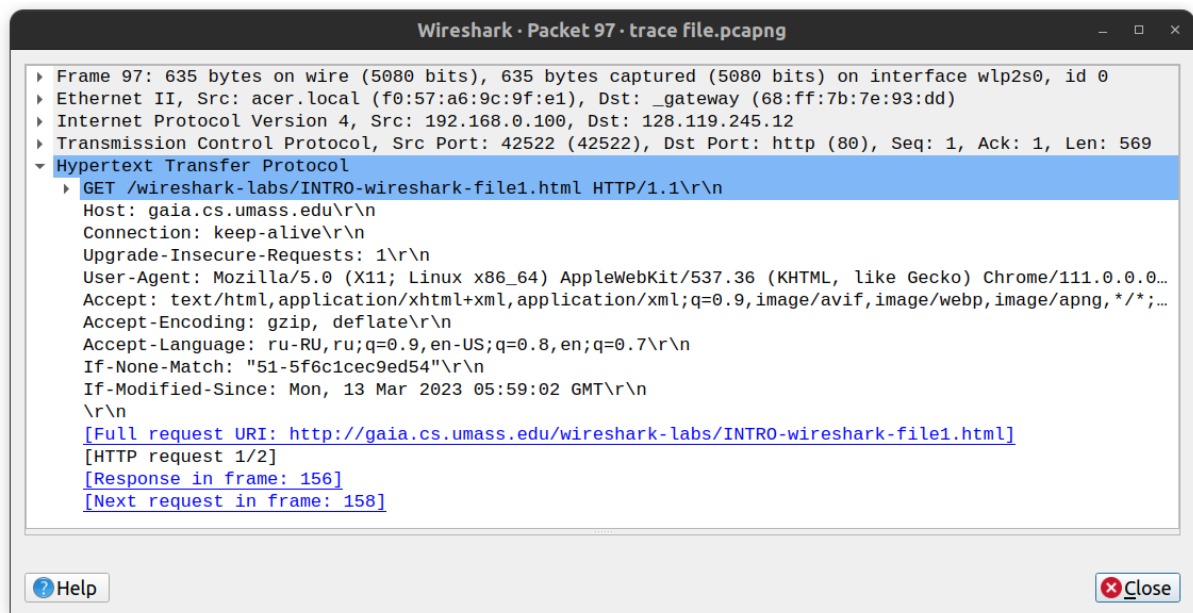 Wireshark · Packet 97 · trace file.pcapng
Frame 97: 635 bytes on wire (5080 bits), 635 bytes captured (5080 bits) on interface wlp2s0, id 0
Ethernet II, Src: acer.local (f0:57:a6:9c:9f:e1), Dst: _gateway (68:ff:7b:7e:93:dd)
Internet Protocol Version 4, Src: 192.168.0.100, Dst: 128.119.245.12
Transmission Control Protocol, Src Port: 42522 (42522), Dst Port: http (80), Seq: 1, Ack: 1, Len: 569
Hypertext Transfer Protocol
GET /wireshark-labs/INTRO-wireshark-file1.html HTTP/1.1\r\n
Host: gaia.cs.umass.edu\r\n
Connection: keep-alive\r\n
Upgrade-Insecure-Requests: 1\r\n
User-Agent: Mozilla/5.0 (X11; Linux x86_64) AppleWebKit/537.36 (KHTML, like Gecko) Chrome/111.0.0.0…
Accept: text/html,application/xhtml+xml,application/xml;q=0.9,image/avif,image/webp,image/apng,*/*;…
Accept-Encoding: gzip, deflate\r\n
Accept-Language: ru-RU,ru;q=0.9,en-US;q=0.8,en;q=0.7\r\n
If-None-Match: "51-5f6c1cec9ed54"\r\n
If-Modified-Since: Mon, 13 Mar 2023 05:59:02 GMT\r\n
\r\n
[Full request URI: http://gaia.cs.umass.edu/wireshark-labs/INTRO-wireshark-file1.html]
[HTTP request 1/2]
[Response in frame: 156]
[Next request in frame: 158]
Help
Close